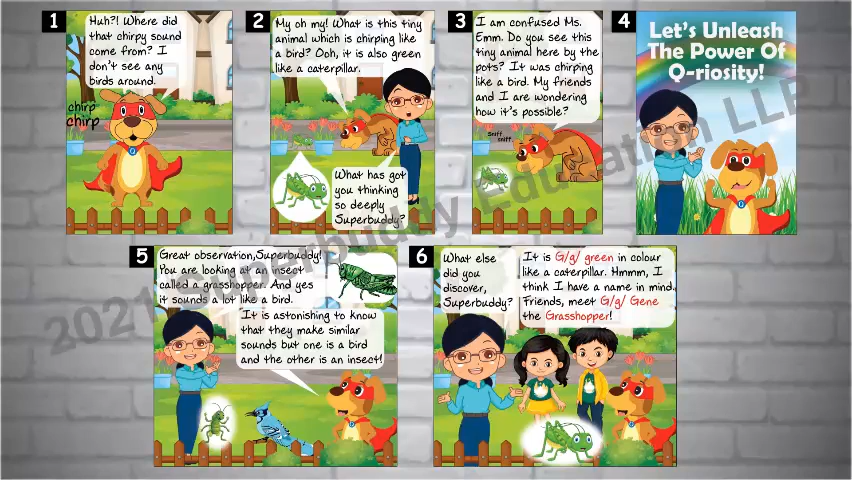 1
Huh?! Where did
that chirpy sound
come from? I
don't see any
birds around.
chirp
chirp
2
My oh my! What is this tiny
animal which is chirping like
a bird? Ooh, it is also green
like a caterpillar.
What has got
you thinking
so deeply
Superbuddy?
3
I am confused Ms.
Emm. Do you see this
tiny animal here by the
pots? It was chirping
like a bird. My friends
and I are wondering
how it's possible?
Sniff
sniff
4
Let's Unleash
The Power Of
Q-riosity!
5
Great observation,Superbuddy!
You are looking at an insect
called a grasshopper. And yes
it sounds a lot like a bird.
It is astonishing to know
that they make similar
sounds but one is a bird
and the other is an insect!
6
What else
did you
discover,
Superbuddy?
It is G/g/ green in colour
like a caterpillar. Hmmm, I
think I have a name in mind.
Friends, meet G/g/ Gene
the Grasshopper!
2021 Superbuddy Education LLP